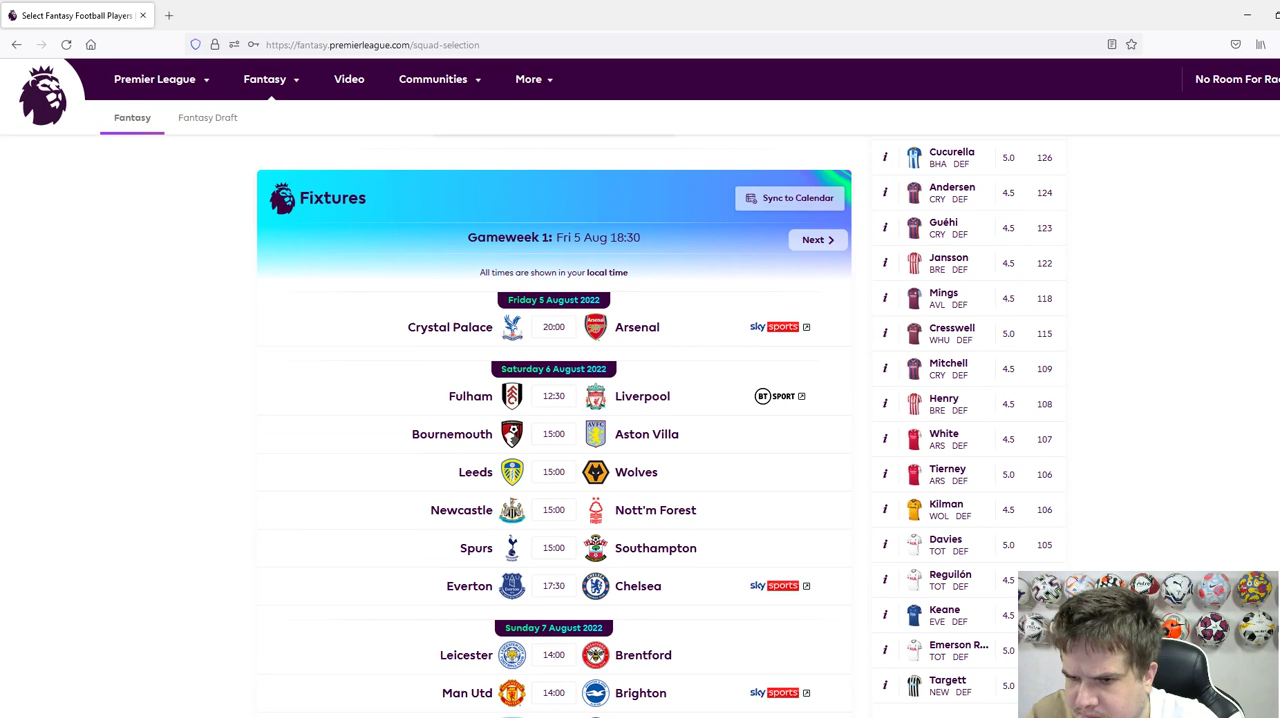 Select Fantasy Football Players |
https://fantasy.premierleague.com/squad-selection
Premier League
Fantasy
Video
Communities
More
No Room For
Fantasy
Fantasy Draft
Fixtures
Sync to Calendar
Gameweek 1: Fri 5 Aug 18:30
Next
All times are shown in your local time
Friday 5 August 2022
Crystal Palace 20:00 Arsenal sky sports
Saturday 6 August 2022
Fulham 12:30 Liverpool BT SPORT
Bournemouth 15:00 Aston Villa
Leeds 15:00 Wolves
Newcastle 15:00 Nott'm Forest
Spurs 15:00 Southampton
Everton 17:30 Chelsea sky sports
Sunday 7 August 2022
Leicester 14:00 Brentford
Man Utd 14:00 Brighton sky sports
i Cucurella 5.0 126
BHA DEF
i Andersen 4.5 124
CRY DEF
i Guéhi 4.5 123
CRY DEF
i Jansson 4.5 122
BRE DEF
i Mings 4.5 118
AVL DEF
i Cresswell 5.0 115
WHU DEF
i Mitchell 4.5 109
CRY DEF
i Henry 4.5 108
BRE DEF
i White 4.5 107
ARS DEF
i Tierney 5.0 106
ARS DEF
i Kilman 4.5 106
WOL DEF
i Davies 5.0 105
TOT DEF
i Reguilón 4.5
TOT DEF
i Keane 4.5
EVE DEF
i Emerson R... 5.0
TOT DEF
i Targett 5.0
NEW DEF